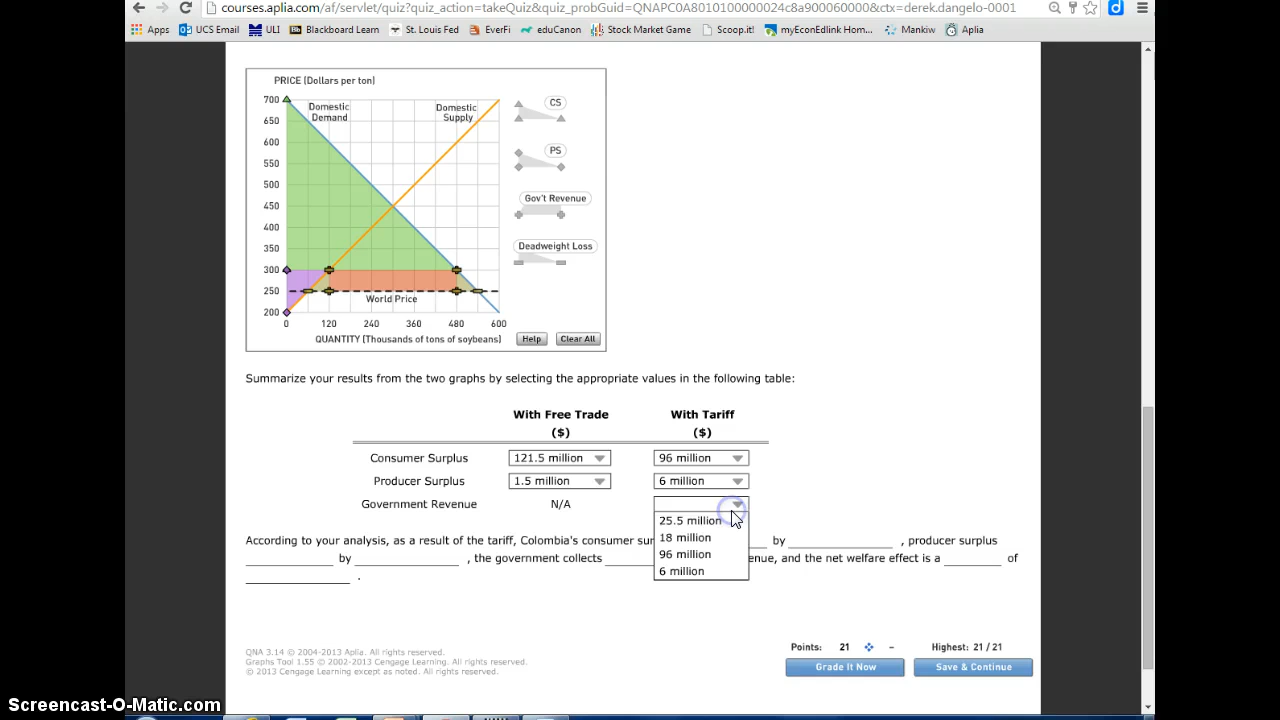 courses.aplia.com/af/servlet/quiz?quiz_action=takeQuiz&quiz_probGuid=QNAPC0A8010100000024c8a900060000&ctx=derek.dangelo-0001
Apps UCS Email ULI Blackboard Learn St. Louis Fed EverFi eduCanon Stock Market Game Scoop.it! myEconEdlink Hom... Mankiw Aplia
PRICE (Dollars per ton)
700
650
600
550
500
450
400
350
300
250
200
Domestic Demand
Domestic Supply
World Price
0 120 240 360 480 600
QUANTITY (Thousands of tons of soybeans)
CS
PS
Gov't Revenue
Deadweight Loss
Help Clear All
Summarize your results from the two graphs by selecting the appropriate values in the following table:
With Free Trade With Tariff
($) ($)
Consumer Surplus 121.5 million 96 million
Producer Surplus 1.5 million 6 million
Government Revenue N/A
25.5 million
18 million
96 million
6 million
According to your analysis, as a result of the tariff, Colombia's consumer by , producer surplus
by , the government collects and the net welfare effect is a of
.
QNA 3.14 © 2004-2013 Aplia. All rights reserved.
Graphs Tool 1.55 © 2002-2013 Cengage Learning. All rights reserved.
© 2013 Cengage Learning except as noted. All rights reserved.
Points: 21 – Highest: 21 / 21
Grade It Now Save & Continue
Screencast-O-Matic.com